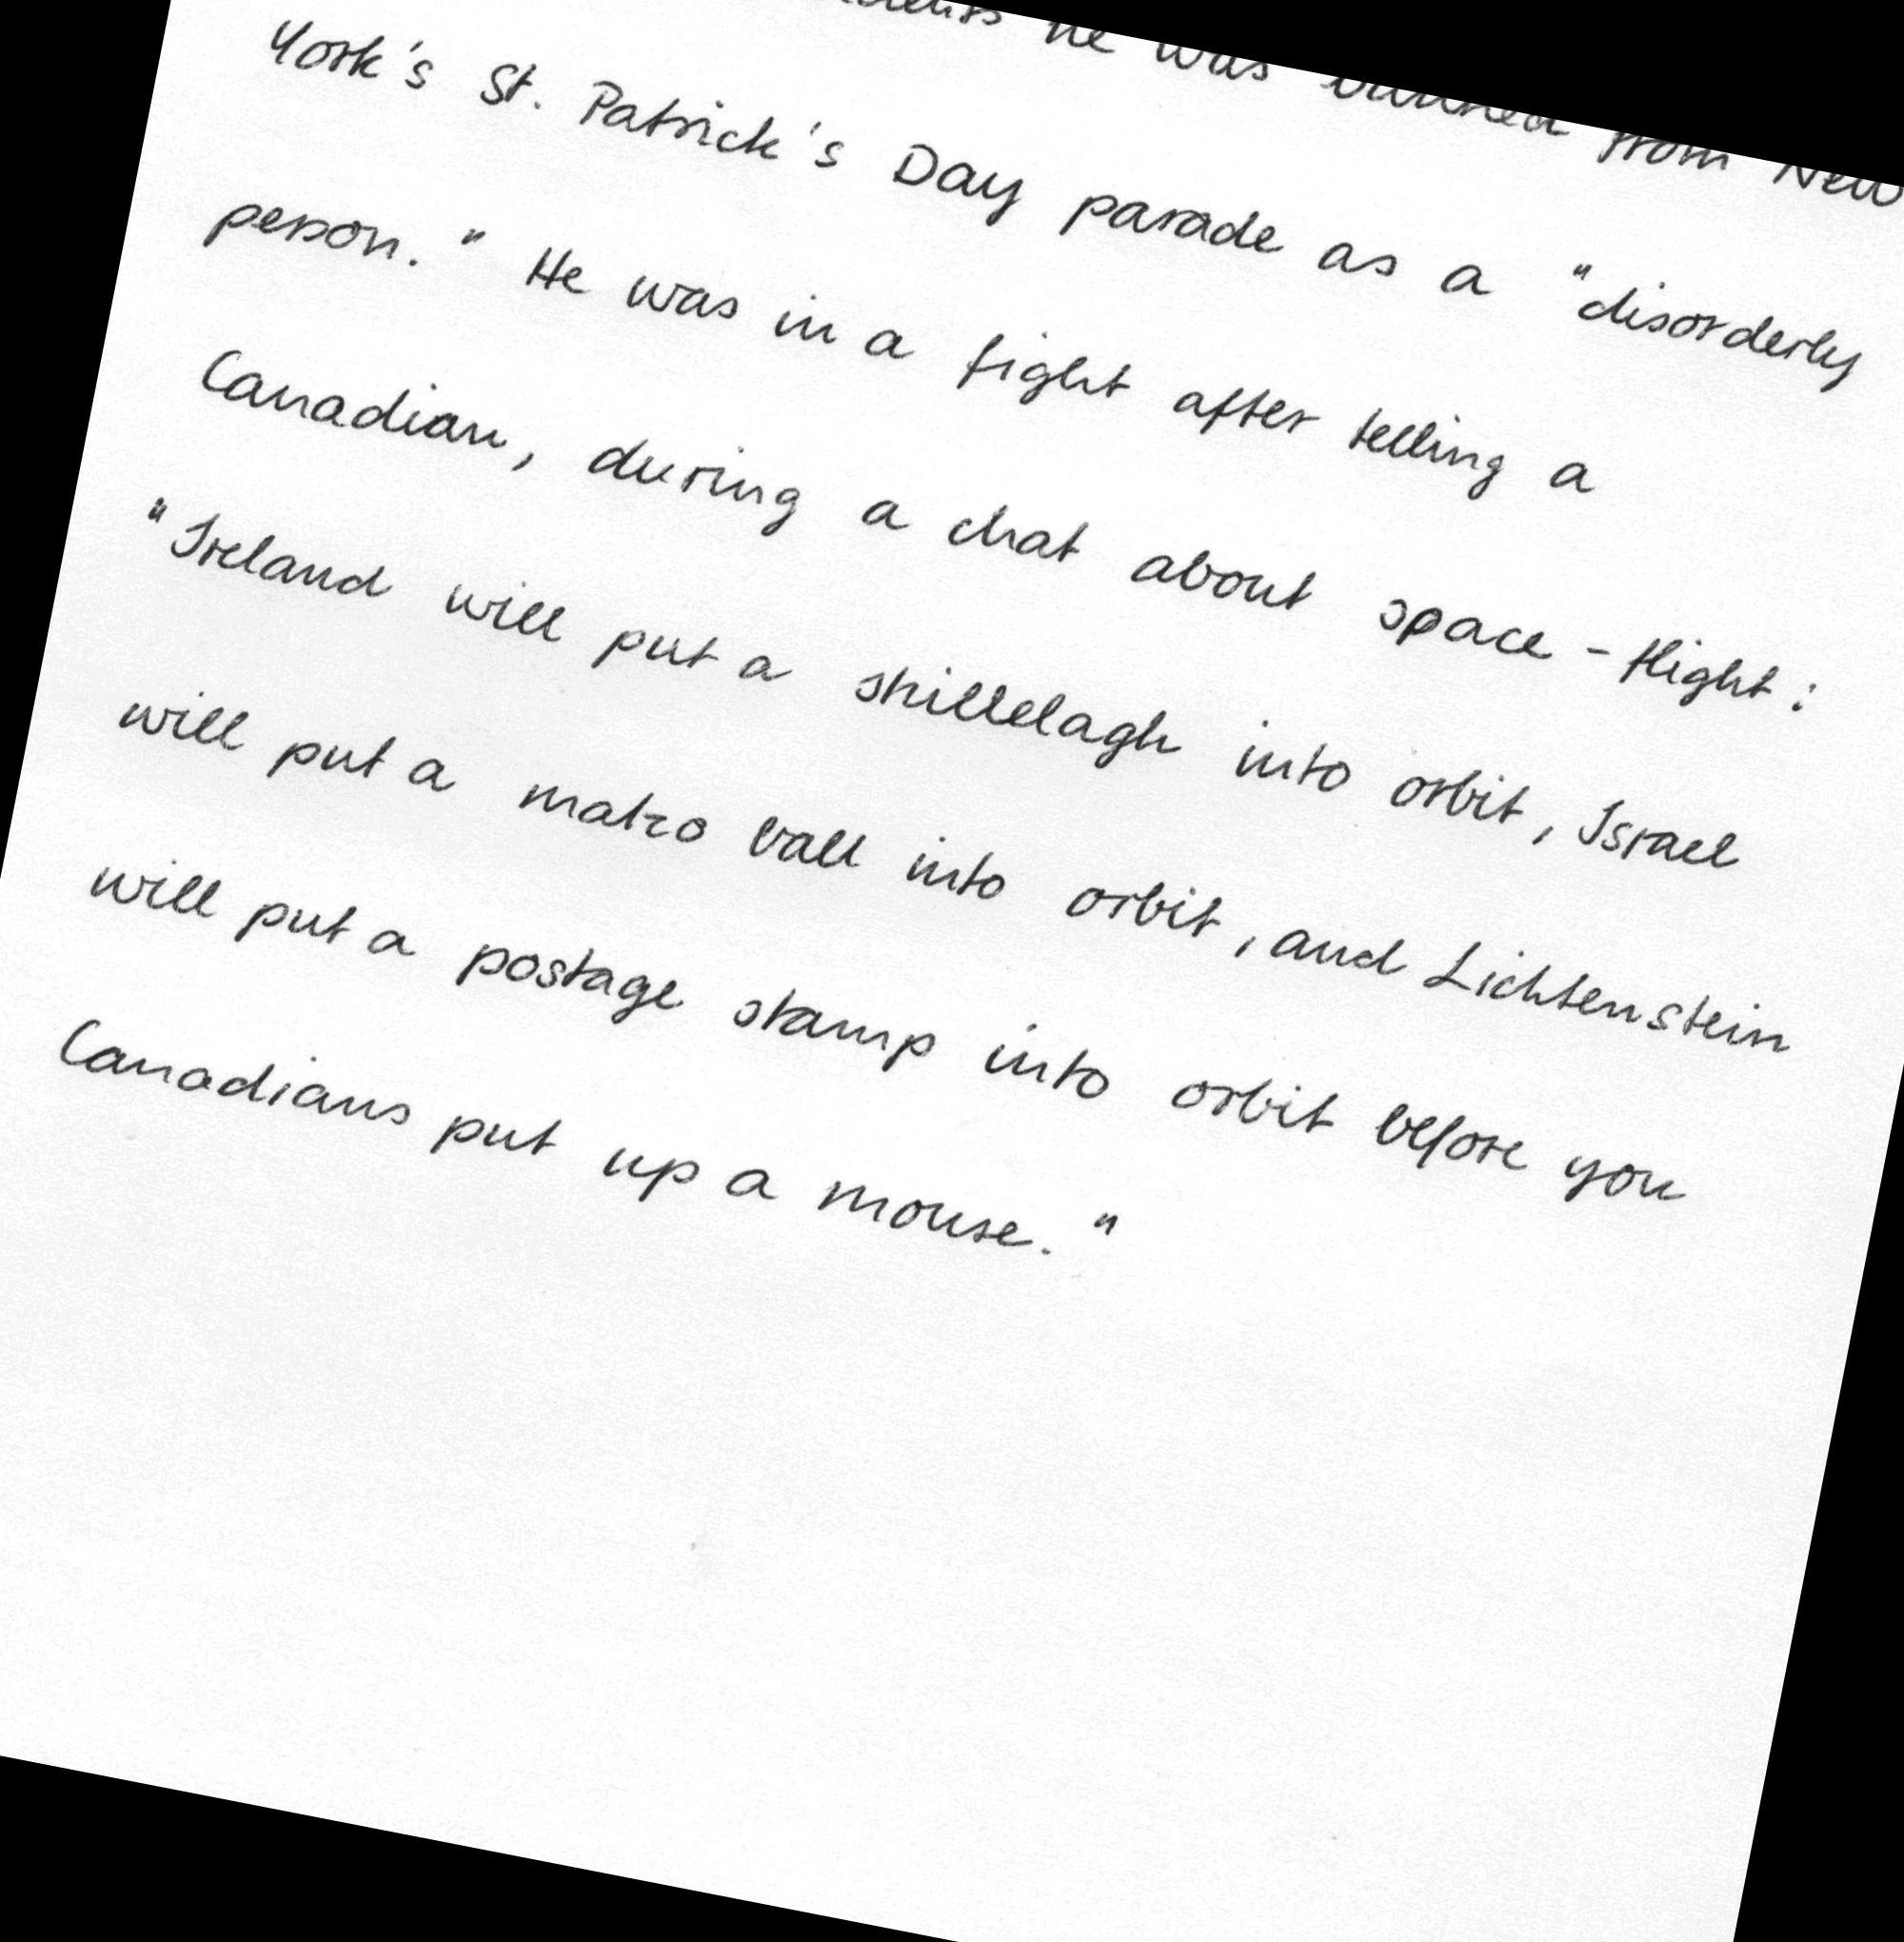 he was banned from New
York's St. Patrick's Day parade as a "disorderly
person." He was in a fight after telling a
Canadian, during a chat about space-flight:
"Ireland will put a shillelagh into orbit, Israel
will put a matzo ball into orbit, and Lichtenstein
will put a postage stamp into orbit before you
Canadians put up a mouse."